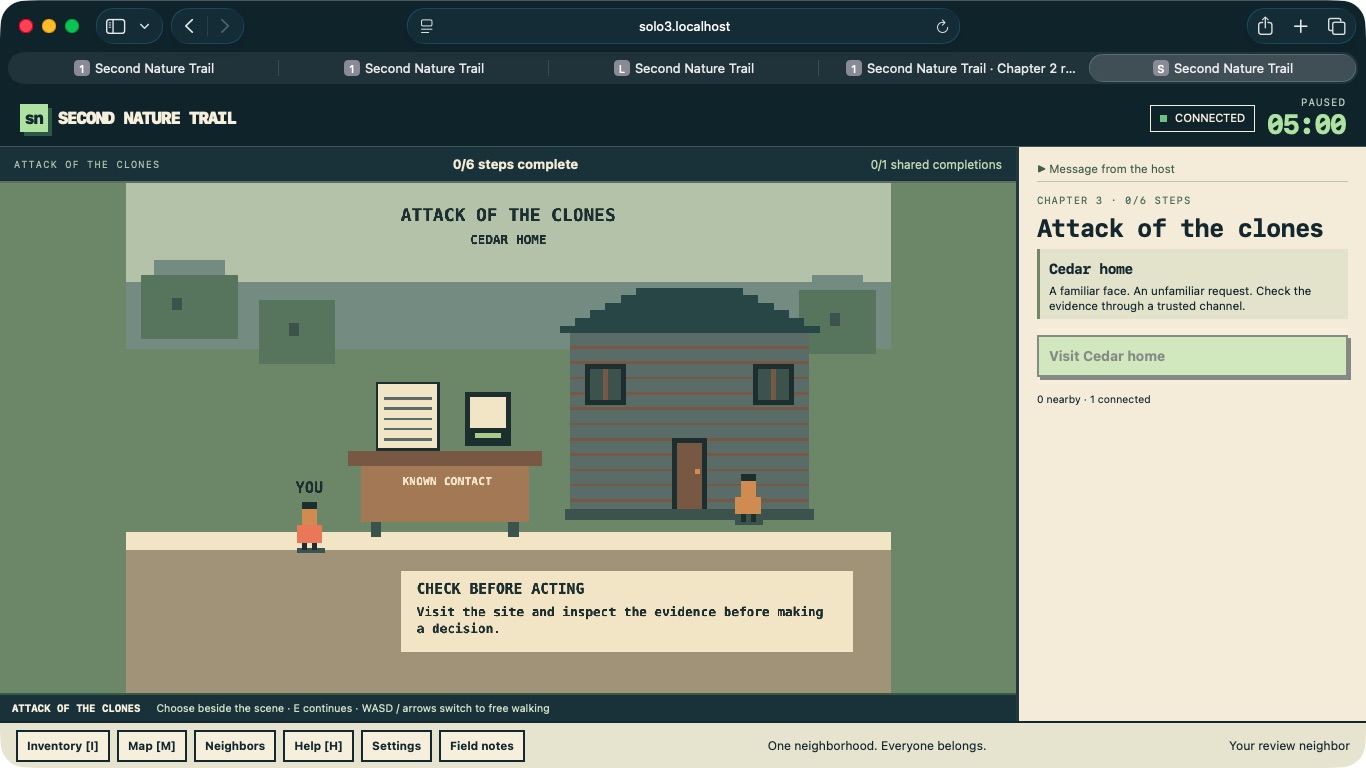 solo3.localhost
1 Second Nature Trail
1 Second Nature Trail
L Second Nature Trail
1 Second Nature Trail · Chapter 2 r...
S Second Nature Trail
sn SECOND NATURE TRAIL
CONNECTED
PAUSED
05:00
ATTACK OF THE CLONES
0/6 steps complete
0/1 shared completions
ATTACK OF THE CLONES
CEDAR HOME
KNOWN CONTACT
YOU
CHECK BEFORE ACTING
Visit the site and inspect the evidence before making
a decision.
ATTACK OF THE CLONES
Choose beside the scene · E continues · WASD / arrows switch to free walking
Message from the host
CHAPTER 3 · 0/6 STEPS
Attack of the clones
Cedar home
A familiar face. An unfamiliar request. Check the
evidence through a trusted channel.
Visit Cedar home
0 nearby · 1 connected
Inventory [I]
Map [M]
Neighbors
Help [H]
Settings
Field notes
One neighborhood. Everyone belongs.
Your review neighbor